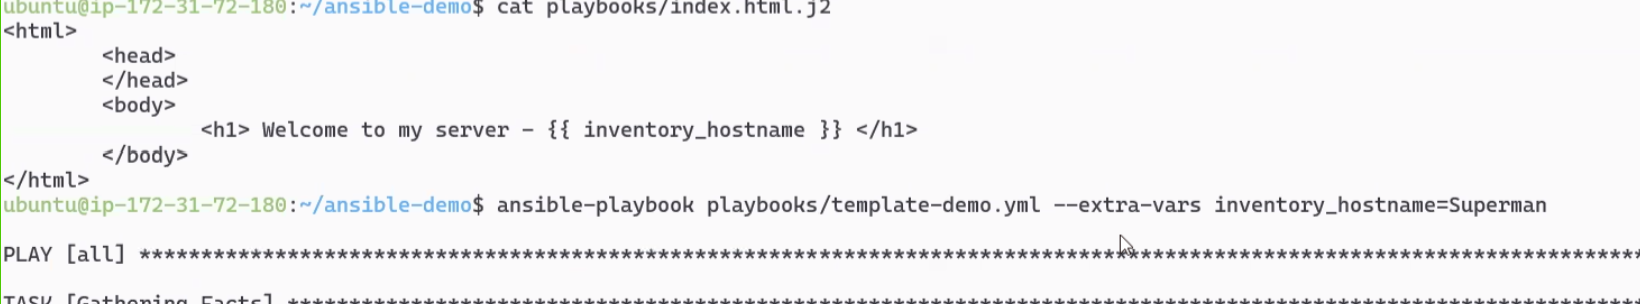 ubuntu@ip-172-31-72-180:~/ansible-demo$ cat playbooks/index.html.j2
<html>
        <head>
        </head>
        <body>
                <h1> Welcome to my server - {{ inventory_hostname }} </h1>
        </body>
</html>
ubuntu@ip-172-31-72-180:~/ansible-demo$ ansible-playbook playbooks/template-demo.yml --extra-vars inventory_hostname=Superman
PLAY [all] *****************************************************************************************************************************
TASK [Gathering Facts] **************************************************************************************************************